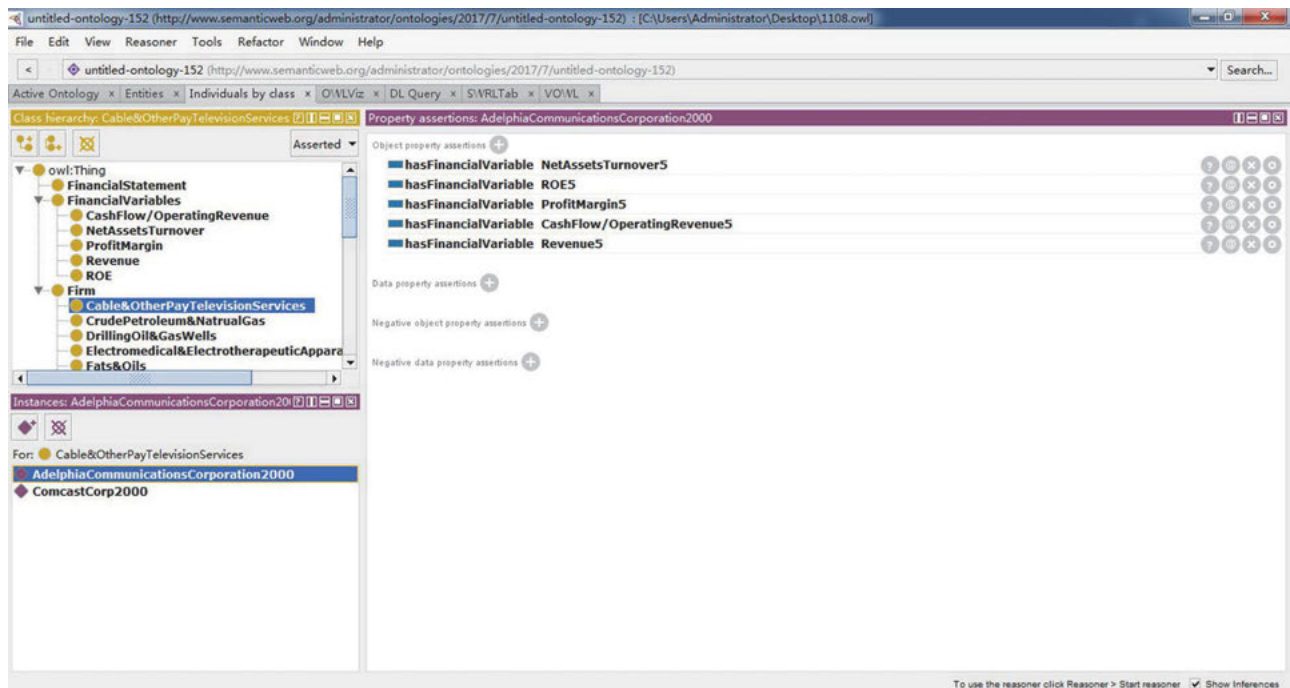 untitled-ontology-152 (http://www.semanticweb.org/administrator/ontologies/2017/7/untitled-ontology-152) : [C:\Users\Administrator\Desktop\1108.owl]
File Edit View Reasoner Tools Refactor Window Help
< untitled-ontology-152 (http://www.semanticweb.org/administrator/ontologies/2017/7/untitled-ontology-152) Search...
Active Ontology × Entities × Individuals by class × OWLViz × DL Query × SWRLTab × VOWL ×
Class hierarchy: Cable&OtherPayTelevisionServices
Asserted
owl:Thing
FinancialStatement
FinancialVariables
CashFlow/OperatingRevenue
NetAssetsTurnover
ProfitMargin
Revenue
ROE
Firm
Cable&OtherPayTelevisionServices
CrudePetroleum&NatrualGas
DrillingOil&GasWells
Electromedical&ElectrotherapeuticAppara
Fats&Oils
Instances: AdelphiaCommunicationsCorporation20
For: Cable&OtherPayTelevisionServices
AdelphiaCommunicationsCorporation2000
ComcastCorp2000
Property assertions: AdelphiaCommunicationsCorporation2000
Object property assertions
hasFinancialVariable NetAssetsTurnover5
hasFinancialVariable ROE5
hasFinancialVariable ProfitMargin5
hasFinancialVariable CashFlow/OperatingRevenue5
hasFinancialVariable Revenue5
Data property assertions
Negative object property assertions
Negative data property assertions
To use the reasoner click Reasoner > Start reasoner Show Inferences